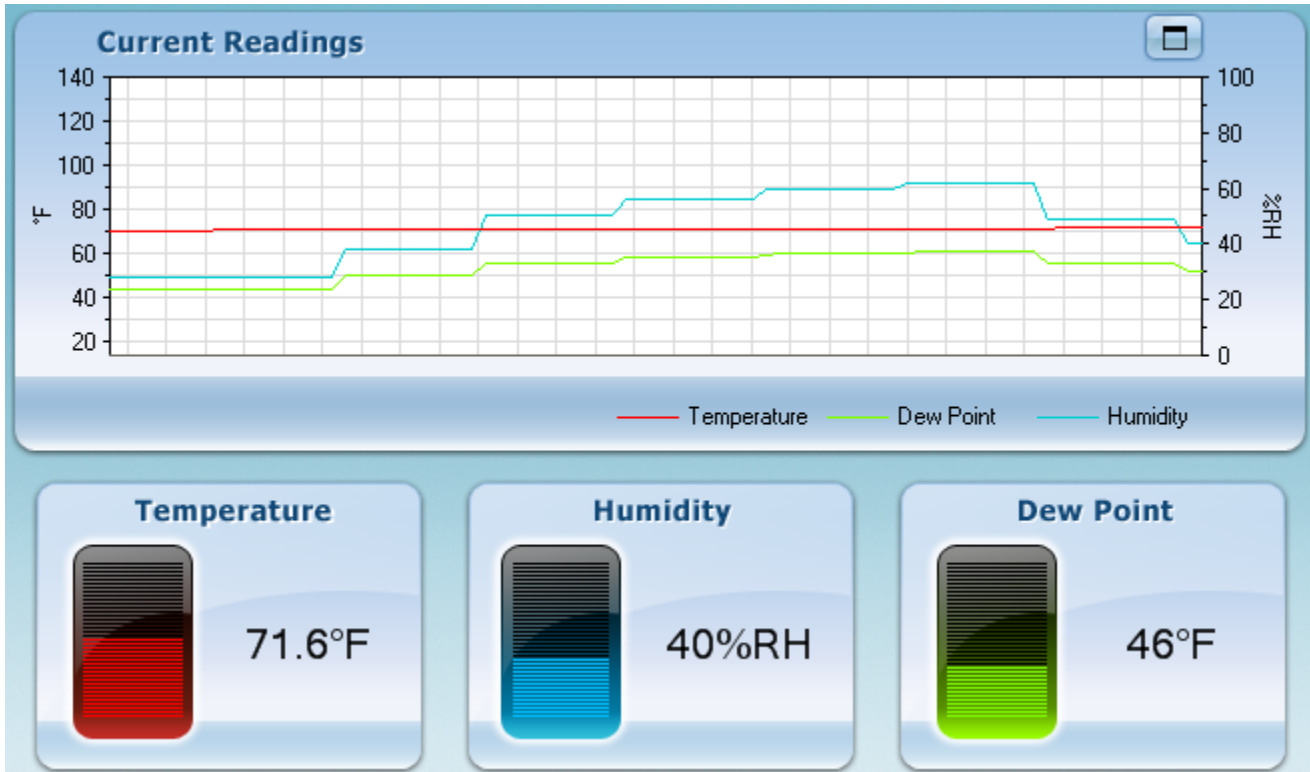 Current Readings
140
120
100
80
60
40
20
°F
100
80
60
40
20
0
%RH
Temperature Dew Point Humidity
Temperature Humidity Dew Point
71.6°F 40%RH 46°F